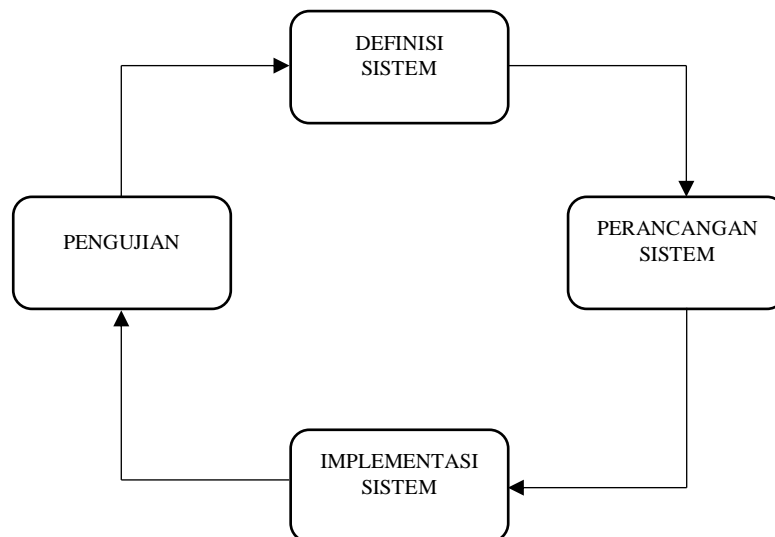 DEFINISI
SISTEM
PENGUJIAN
PERANCANGAN
SISTEM
IMPLEMENTASI
SISTEM